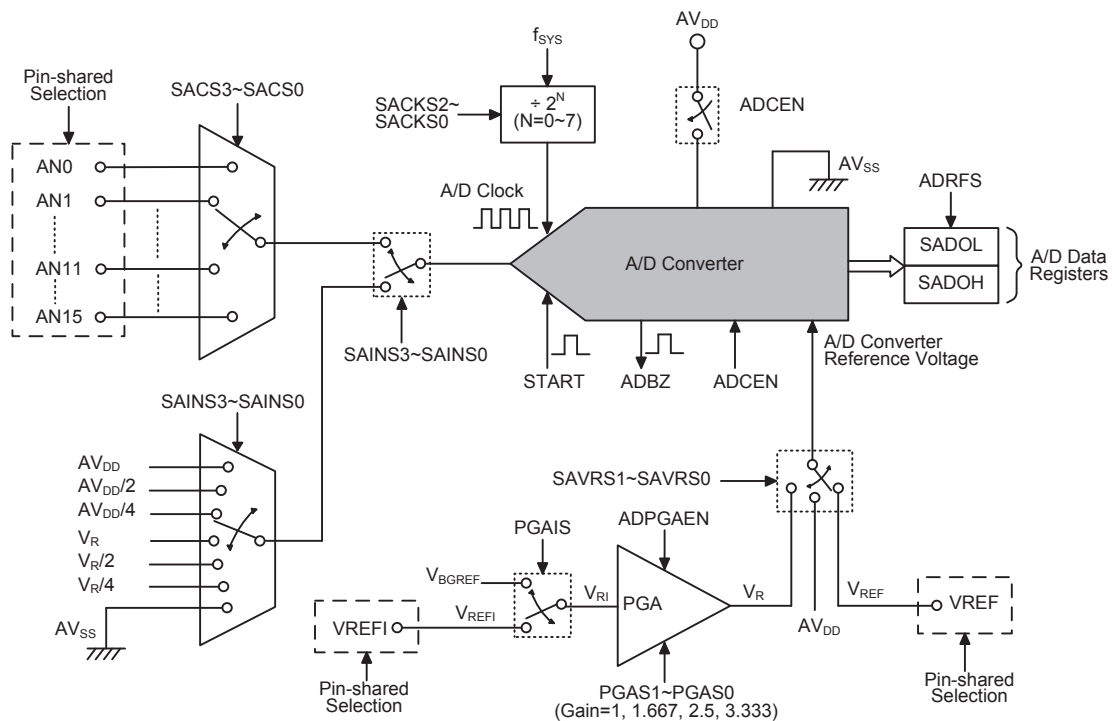 AVDD
fSYS
Pin-shared
Selection
SACS3~SACS0
SACKS2~
SACKS0
÷ 2^N
(N=0~7)
ADCEN
AN0
AN1
AN11
AN15
A/D Clock
AVSS
ADRFS
A/D Converter
SADOL
SADOH
A/D Data
Registers
SAINS3~SAINS0
START
ADBZ
ADCEN
A/D Converter
Reference Voltage
SAINS3~SAINS0
AVDD
AVDD/2
AVDD/4
VR
VR/2
VR/4
AVSS
SAVRS1~SAVRS0
PGAIS
ADPGAEN
VBGREF
VREFI
VREFI
VRI
PGA
VR
AVDD
VREF
VREF
Pin-shared
Selection
PGAS1~PGAS0
(Gain=1, 1.667, 2.5, 3.333)
Pin-shared
Selection